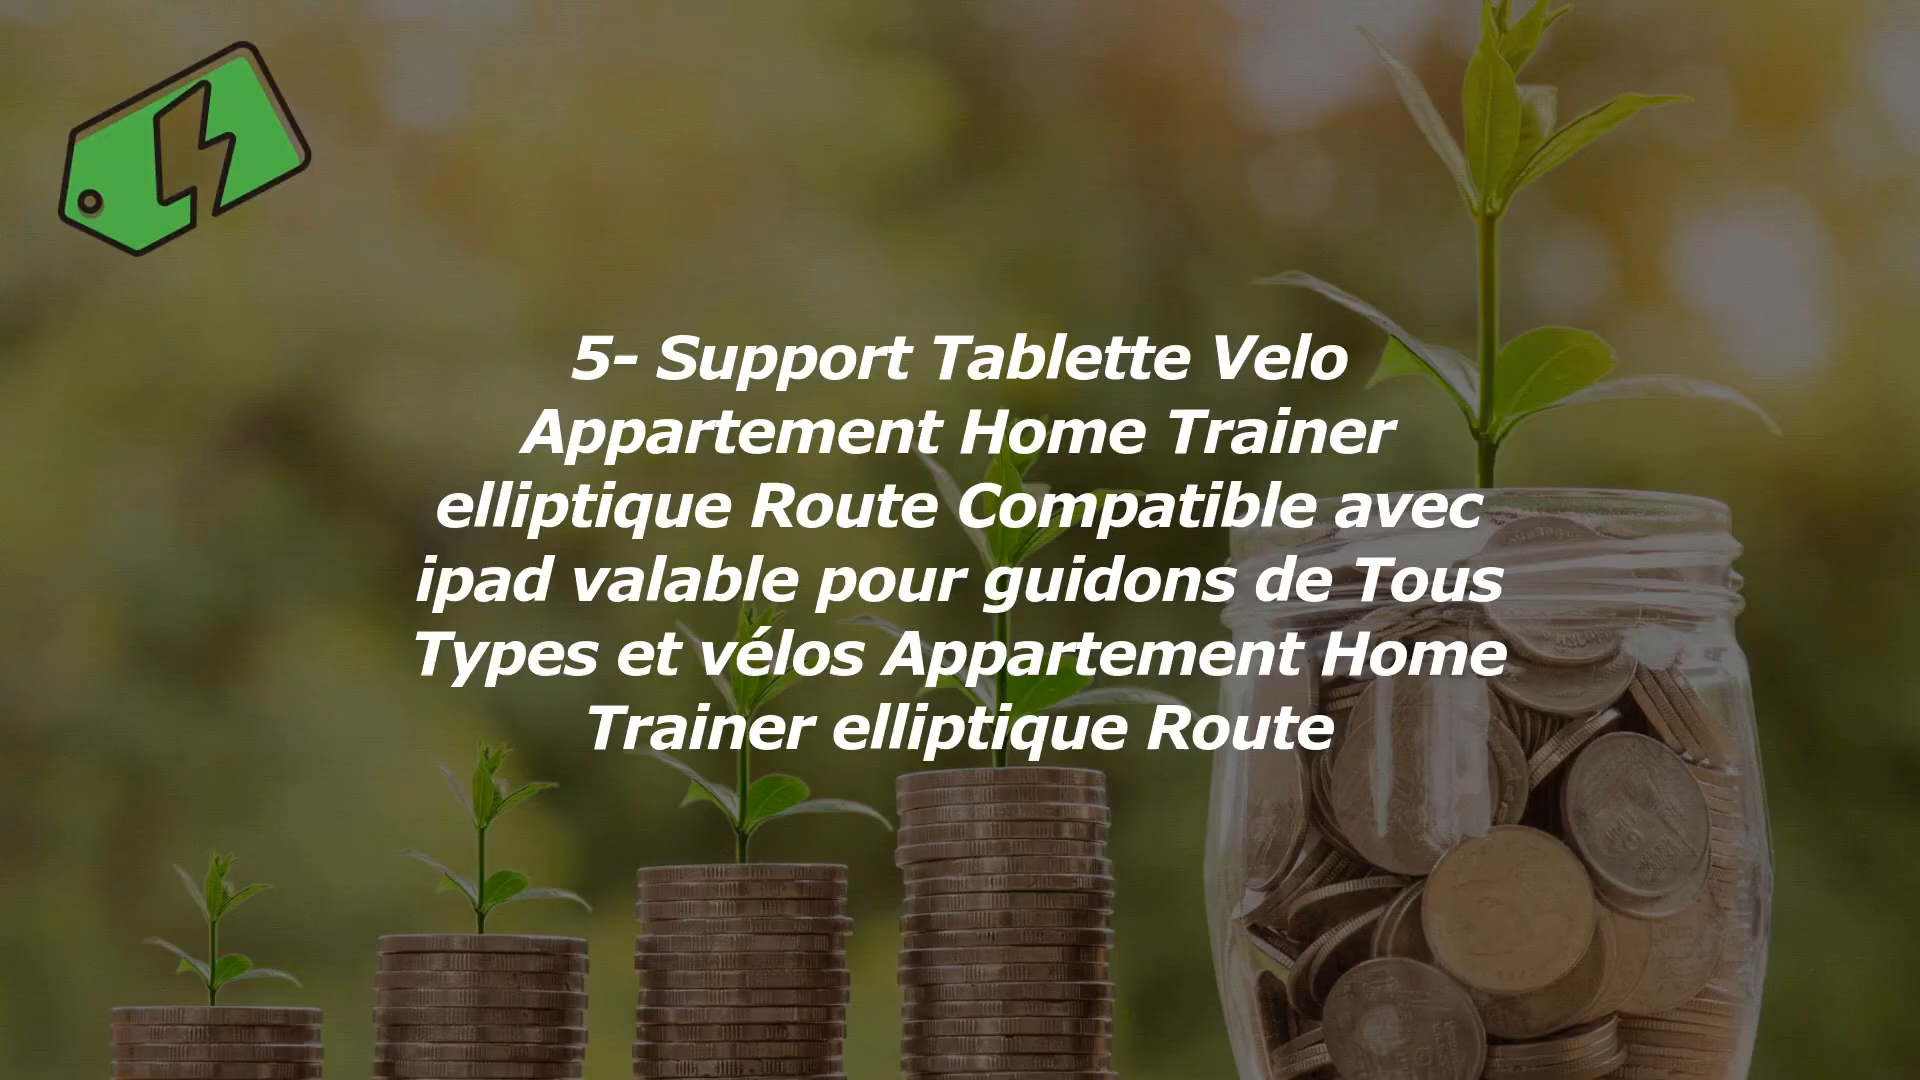 5- Support Tablette Velo
Appartement Home Trainer
elliptique Route Compatible avec
ipad valable pour guidons de Tous
Types et vélos Appartement Home
Trainer elliptique Route